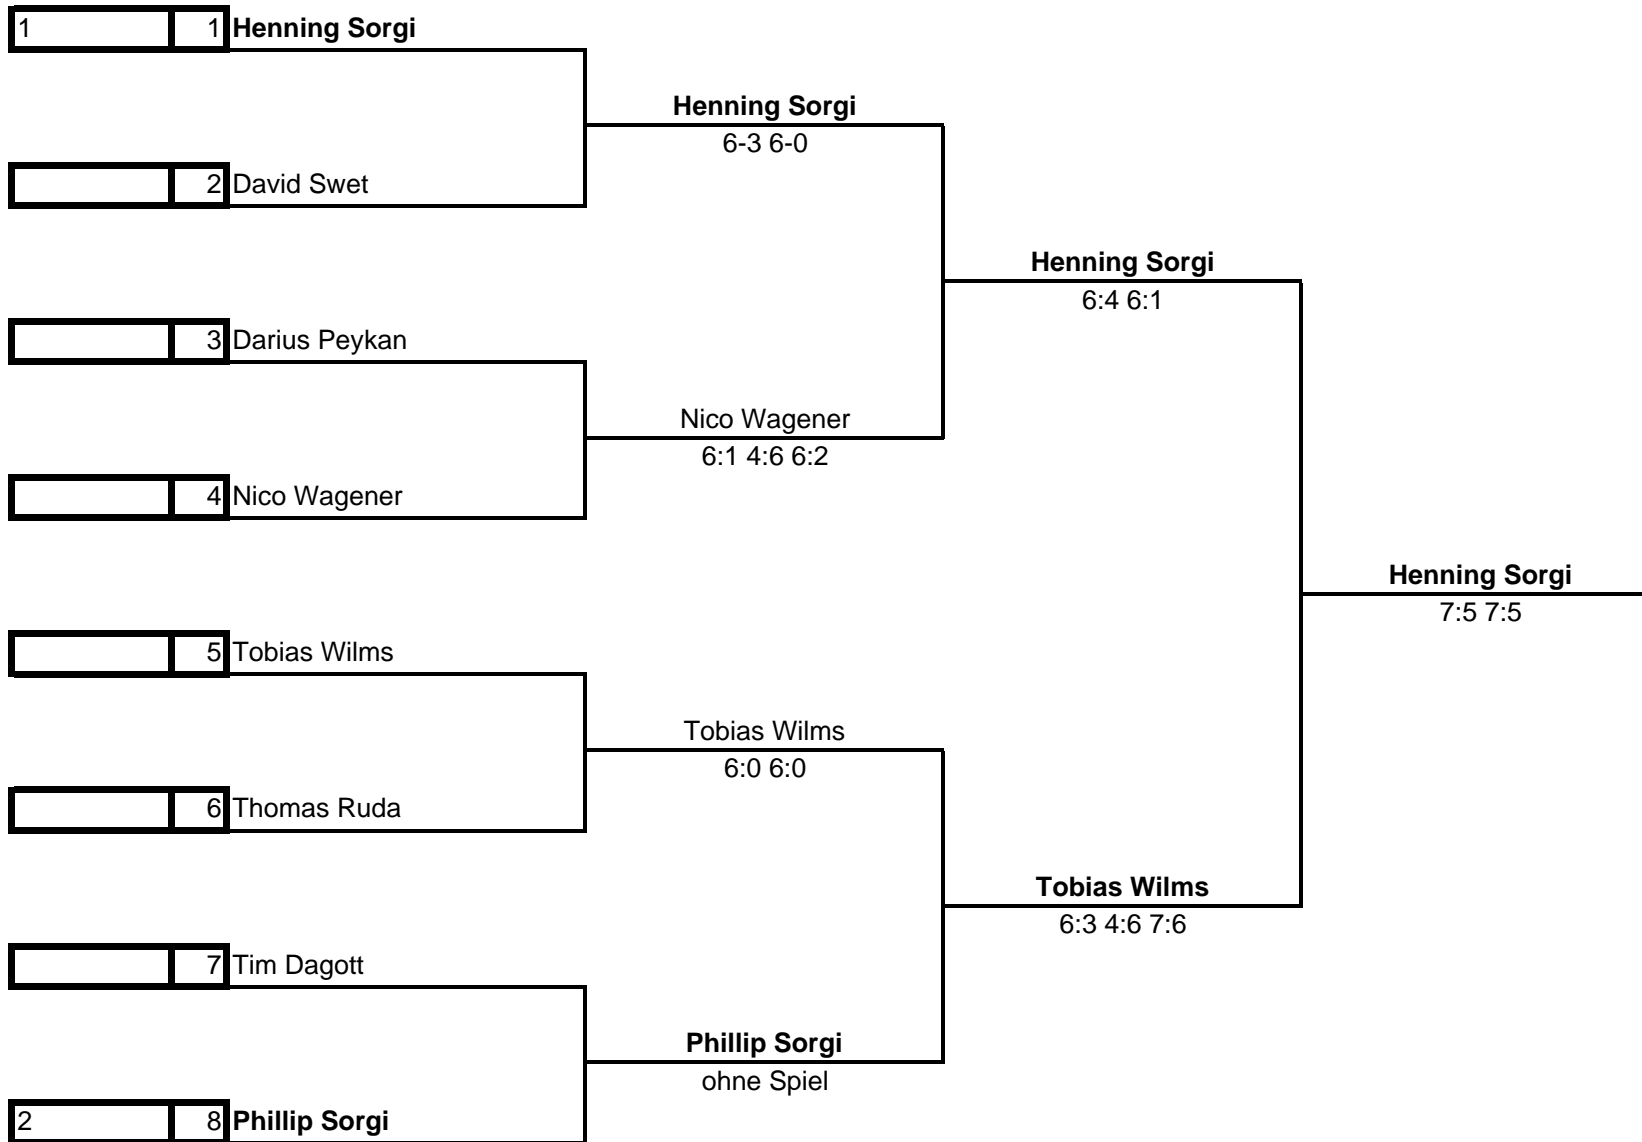 1 1 Henning Sorgi
Henning Sorgi
6-3 6-0
2 David Swet
Henning Sorgi
6:4 6:1
3 Darius Peykan
Nico Wagener
6:1 4:6 6:2
4 Nico Wagener
Henning Sorgi
7:5 7:5
5 Tobias Wilms
Tobias Wilms
6:0 6:0
6 Thomas Ruda
Tobias Wilms
6:3 4:6 7:6
7 Tim Dagott
Phillip Sorgi
ohne Spiel
2 8 Phillip Sorgi